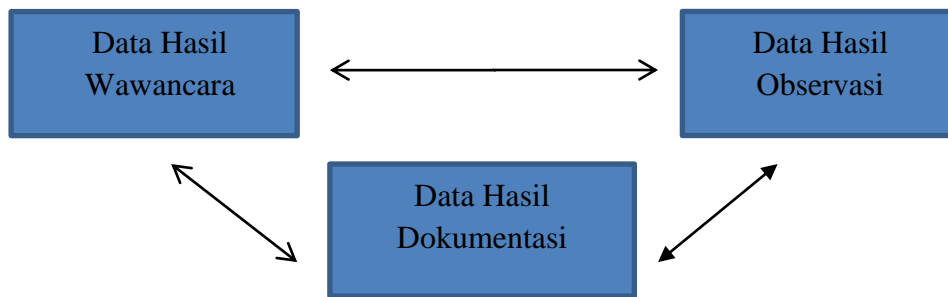 Data Hasil
Wawancara
Data Hasil
Observasi
Data Hasil
Dokumentasi